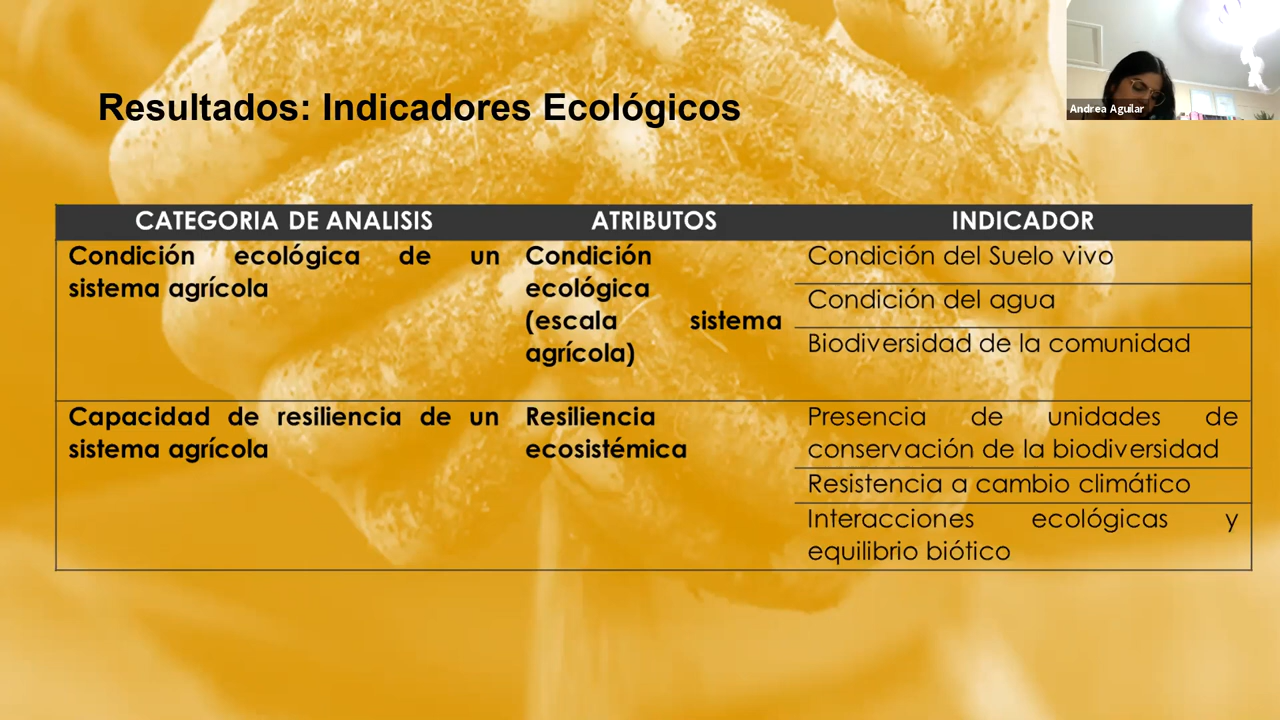 Resultados: Indicadores Ecológicos
Andrea Aguilar
CATEGORIA DE ANALISIS ATRIBUTOS INDICADOR
Condición ecológica de un
sistema agrícola
Condición
ecológica
(escala sistema
agrícola)
Condición del Suelo vivo
Condición del agua
Biodiversidad de la comunidad
Capacidad de resiliencia de un
sistema agrícola
Resiliencia
ecosistémica
Presencia de unidades de
conservación de la biodiversidad
Resistencia a cambio climático
Interacciones ecológicas y
equilibrio biótico